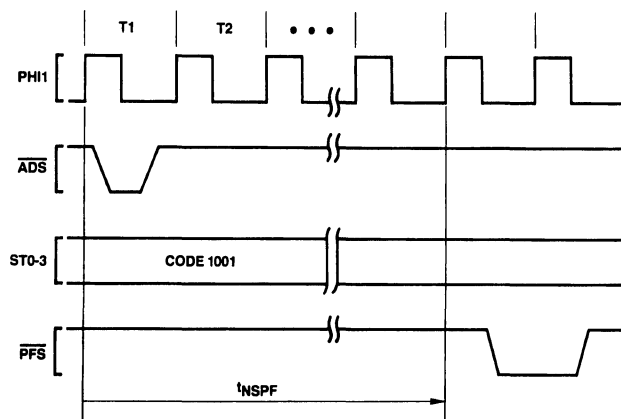 T1 T2 • • •
PHI1
ADS
ST0-3 CODE 1001
PFS
tNSPF